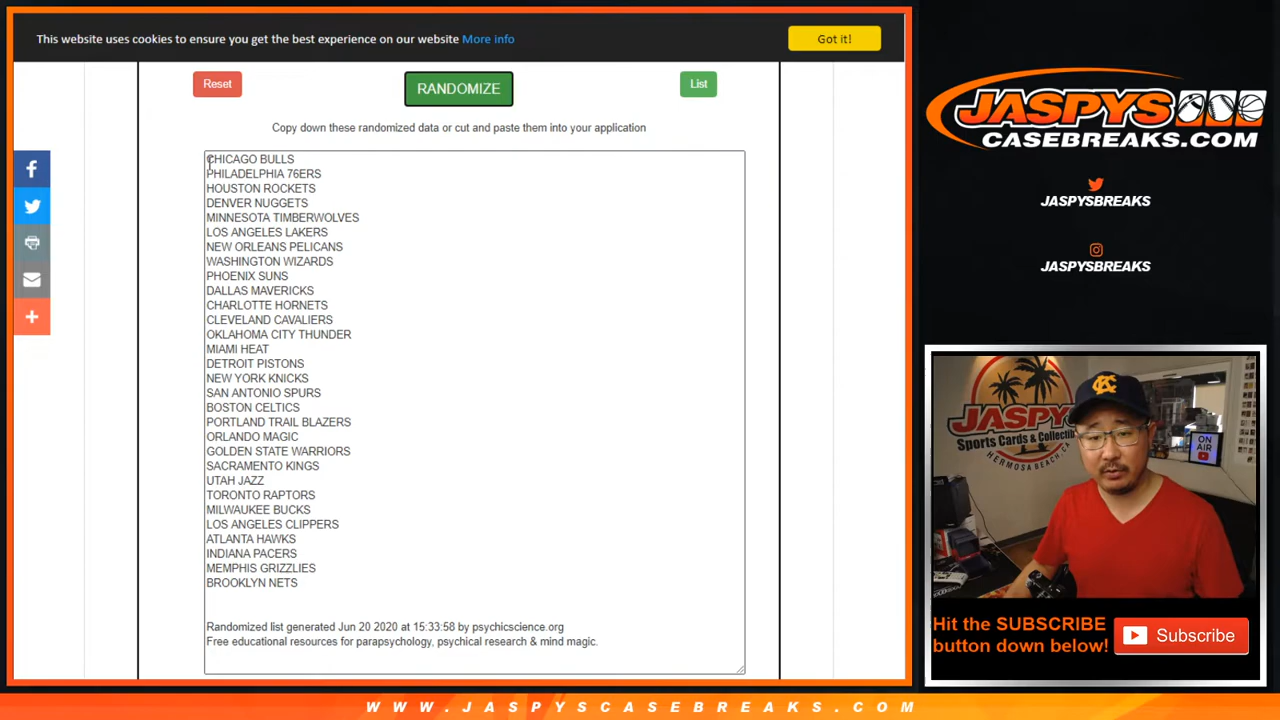 This website uses cookies to ensure you get the best experience on our website More info
Got it!
Reset
RANDOMIZE
List
Copy down these randomized data or cut and paste them into your application
CHICAGO BULLS
PHILADELPHIA 76ERS
HOUSTON ROCKETS
DENVER NUGGETS
MINNESOTA TIMBERWOLVES
LOS ANGELES LAKERS
NEW ORLEANS PELICANS
WASHINGTON WIZARDS
PHOENIX SUNS
DALLAS MAVERICKS
CHARLOTTE HORNETS
CLEVELAND CAVALIERS
OKLAHOMA CITY THUNDER
MIAMI HEAT
DETROIT PISTONS
NEW YORK KNICKS
SAN ANTONIO SPURS
BOSTON CELTICS
PORTLAND TRAIL BLAZERS
ORLANDO MAGIC
GOLDEN STATE WARRIORS
SACRAMENTO KINGS
UTAH JAZZ
TORONTO RAPTORS
MILWAUKEE BUCKS
LOS ANGELES CLIPPERS
ATLANTA HAWKS
INDIANA PACERS
MEMPHIS GRIZZLIES
BROOKLYN NETS
Randomized list generated Jun 20 2020 at 15:33:58 by psychicscience.org
Free educational resources for parapsychology, psychical research & mind magic.
JASPYS
CASEBREAKS.COM
JASPYSBREAKS
JASPYSBREAKS
JASPYS
Sports Cards & Collectib
HERMOSA BEACH, CA
KC
ON
AIR
Hit the SUBSCRIBE
button down below!
Subscribe
WWW.JASPYSCASEBREAKS.COM